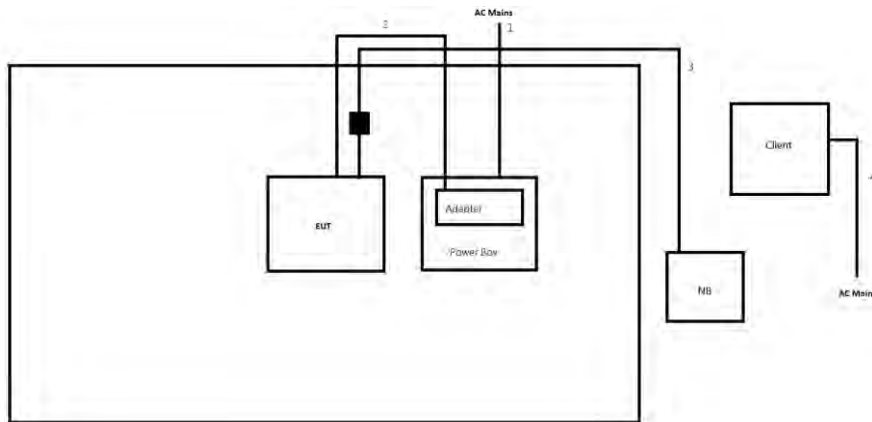 AC Mains
2
1
3
Client
EUT
Adapter
Power Box
NB
AC Mains